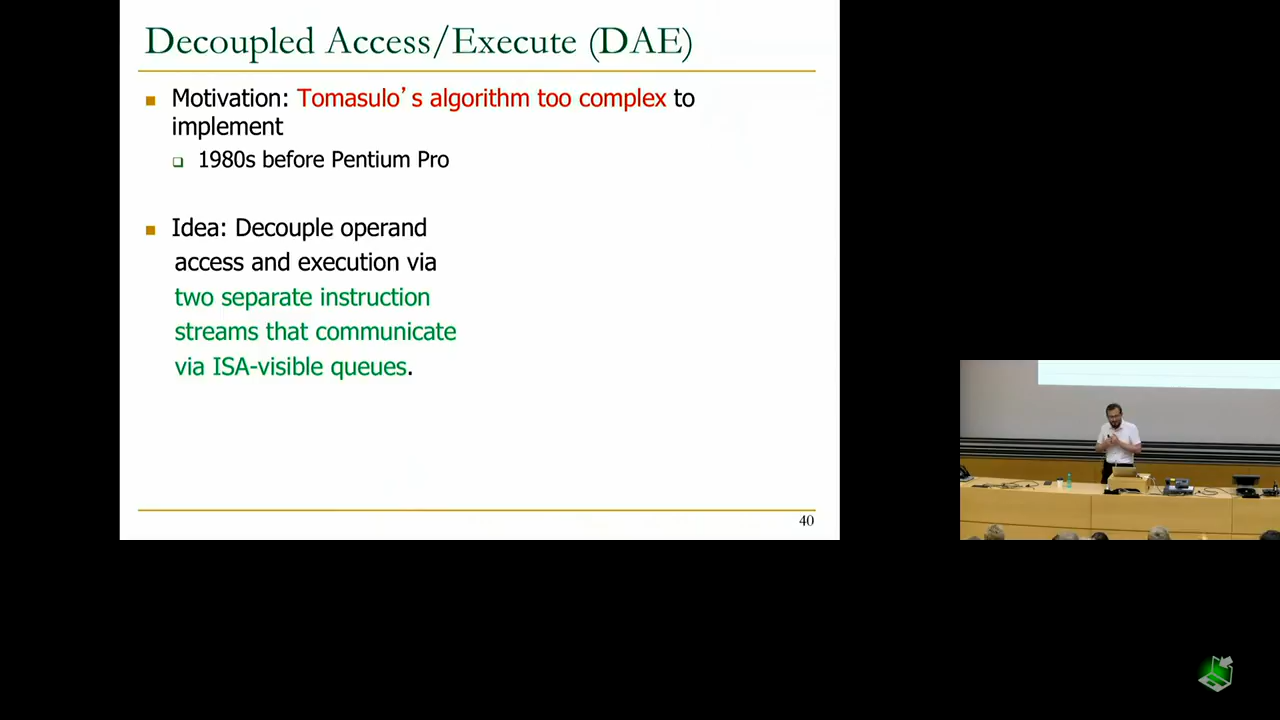 Decoupled Access/Execute (DAE)
Motivation: Tomasulo’s algorithm too complex to
implement
1980s before Pentium Pro
Idea: Decouple operand
access and execution via
two separate instruction
streams that communicate
via ISA-visible queues.
40